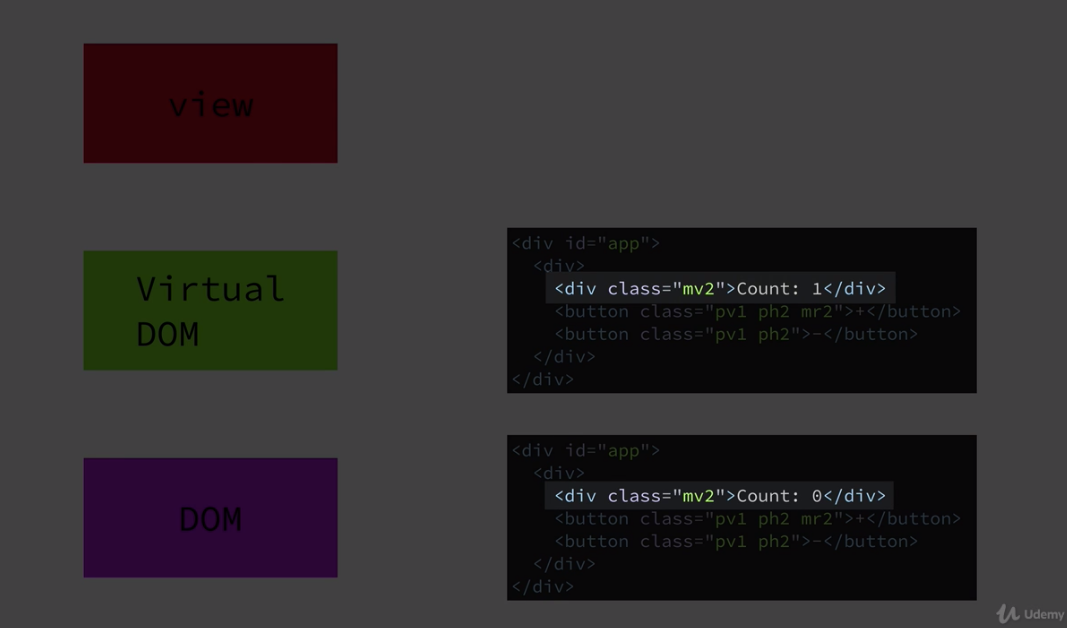 view
Virtual
DOM
<div id="app">
<div>
<div class="mv2">Count: 1</div>
<button class="pv1 ph2 mr2">+</button>
<button class="pv1 ph2">-</button>
</div>
</div>
DOM
<div id="app">
<div>
<div class="mv2">Count: 0</div>
<button class="pv1 ph2 mr2">+</button>
<button class="pv1 ph2">-</button>
</div>
</div>
Udemy